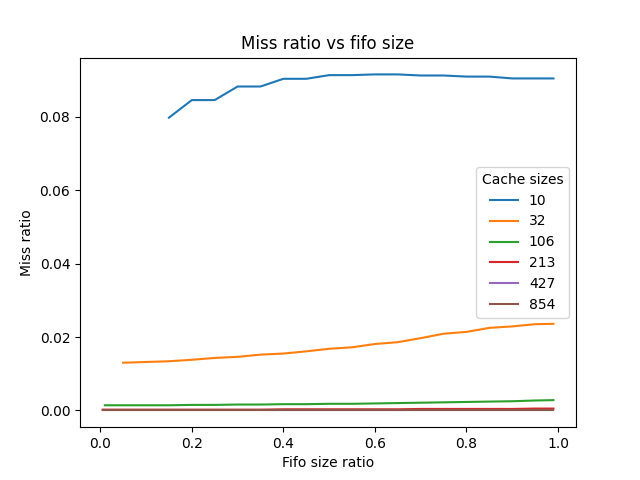 Miss ratio vs fifo size
Miss ratio
0.08
0.06
0.04
0.02
0.00
Cache sizes
10
32
106
213
427
854
0.0 0.2 0.4 0.6 0.8 1.0
Fifo size ratio